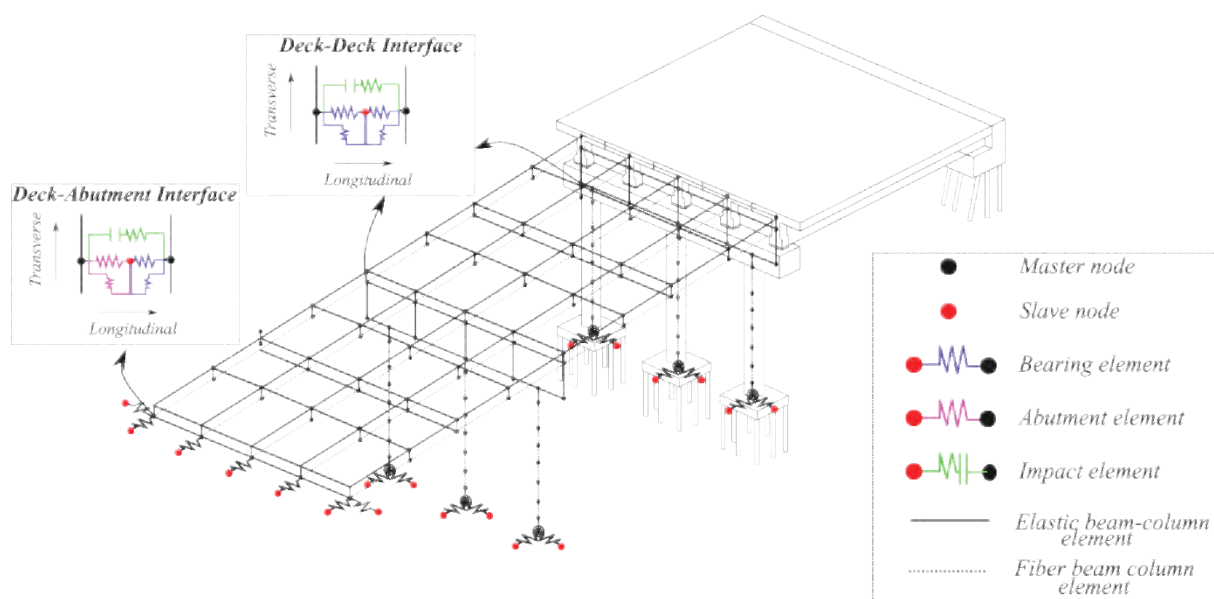 Deck-Deck Interface
Transverse
Longitudinal
Deck-Abutment Interface
Transverse
Longitudinal
Master node
Slave node
Bearing element
Abutment element
Impact element
Elastic beam-column
element
Fiber beam column
element